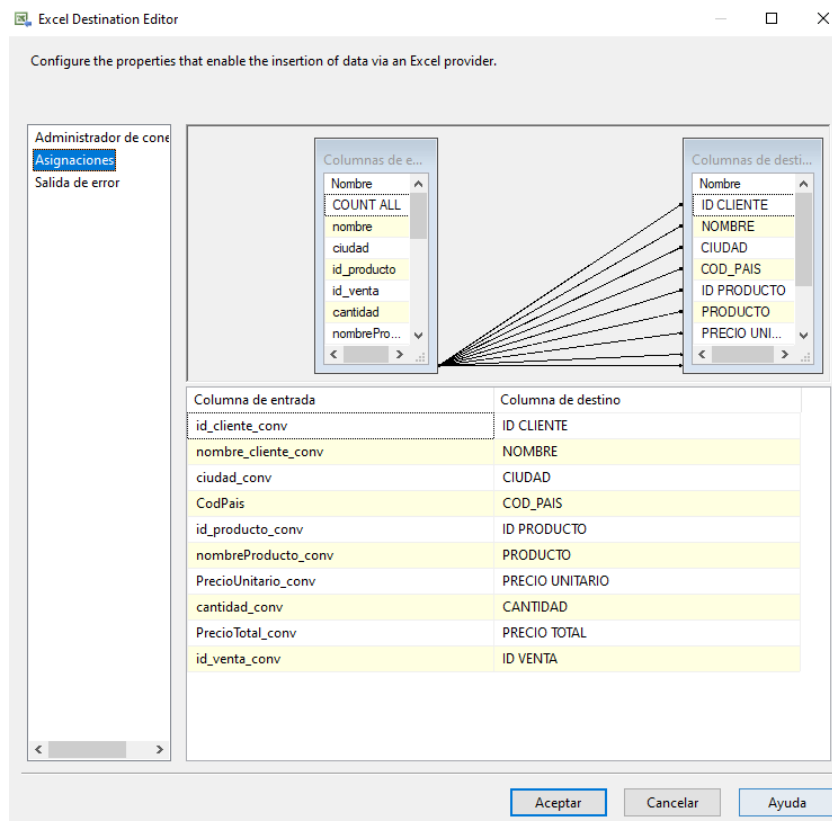 Excel Destination Editor
Configure the properties that enable the insertion of data via an Excel provider.
Administrador de cone
Asignaciones
Salida de error
Columnas de e...
Nombre
COUNT ALL
nombre
ciudad
id_producto
id_venta
cantidad
nombrePro...
Columnas de desti...
Nombre
ID CLIENTE
NOMBRE
CIUDAD
COD_PAIS
ID PRODUCTO
PRODUCTO
PRECIO UNI...
Columna de entrada Columna de destino
id_cliente_conv ID CLIENTE
nombre_cliente_conv NOMBRE
ciudad_conv CIUDAD
CodPais COD_PAIS
id_producto_conv ID PRODUCTO
nombreProducto_conv PRODUCTO
PrecioUnitario_conv PRECIO UNITARIO
cantidad_conv CANTIDAD
PrecioTotal_conv PRECIO TOTAL
id_venta_conv ID VENTA
Aceptar Cancelar Ayuda